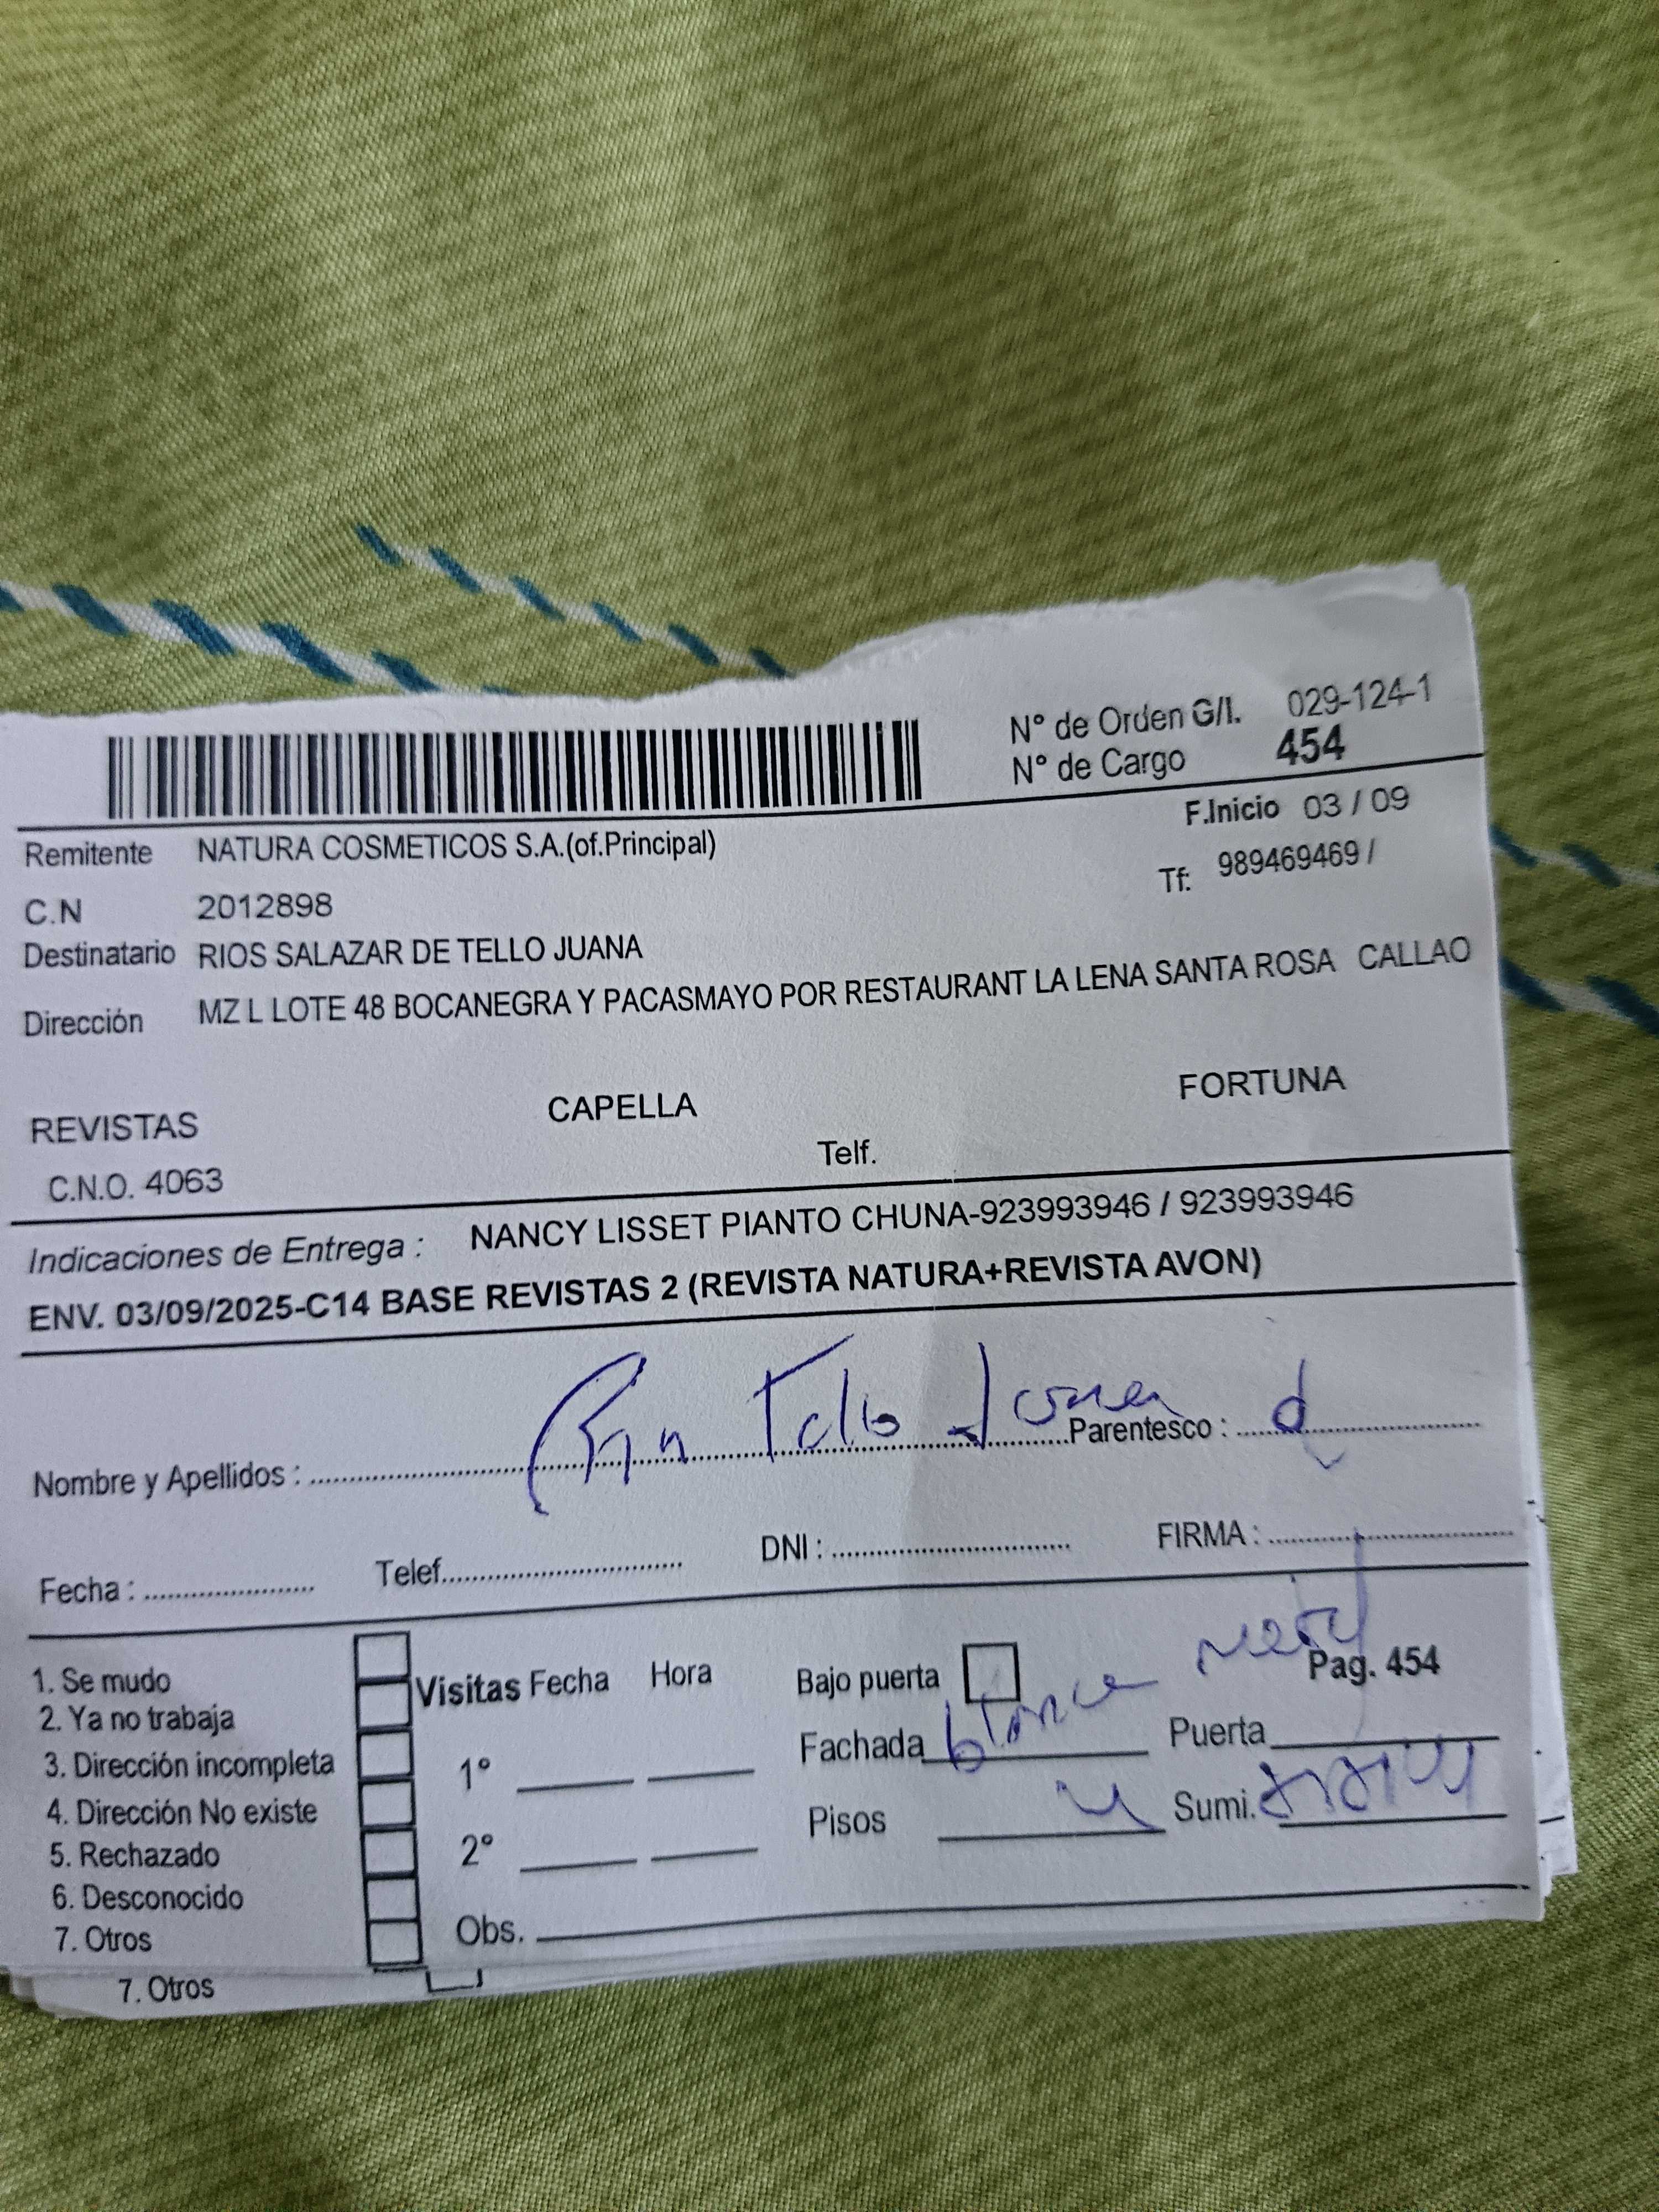 N° de Orden G/I. 029-124-1
N° de Cargo 454
F.Inicio 03 / 09
Remitente NATURA COSMETICOS S.A.(of.Principal)
Tf: 989469469 /
C.N 2012898
Destinatario RIOS SALAZAR DE TELLO JUANA
Dirección MZ L LOTE 48 BOCANEGRA Y PACASMAYO POR RESTAURANT LA LENA SANTA ROSA CALLAO
REVISTAS CAPELLA FORTUNA
C.N.O. 4063 Telf.
Indicaciones de Entrega : NANCY LISSET PIANTO CHUNA-923993946 / 923993946
ENV. 03/09/2025-C14 BASE REVISTAS 2 (REVISTA NATURA+REVISTA AVON)
Nombre y Apellidos : Tello Parentesco :
Fecha : Telef. DNI : FIRMA :
1. Se mudo
2. Ya no trabaja
3. Dirección incompleta
4. Dirección No existe
5. Rechazado
6. Desconocido
7. Otros
Visitas Fecha Hora
1°
2°
Obs.
Bajo puerta Pag. 454
Fachada blanca Puerta
Pisos Sumi.
7. Otros